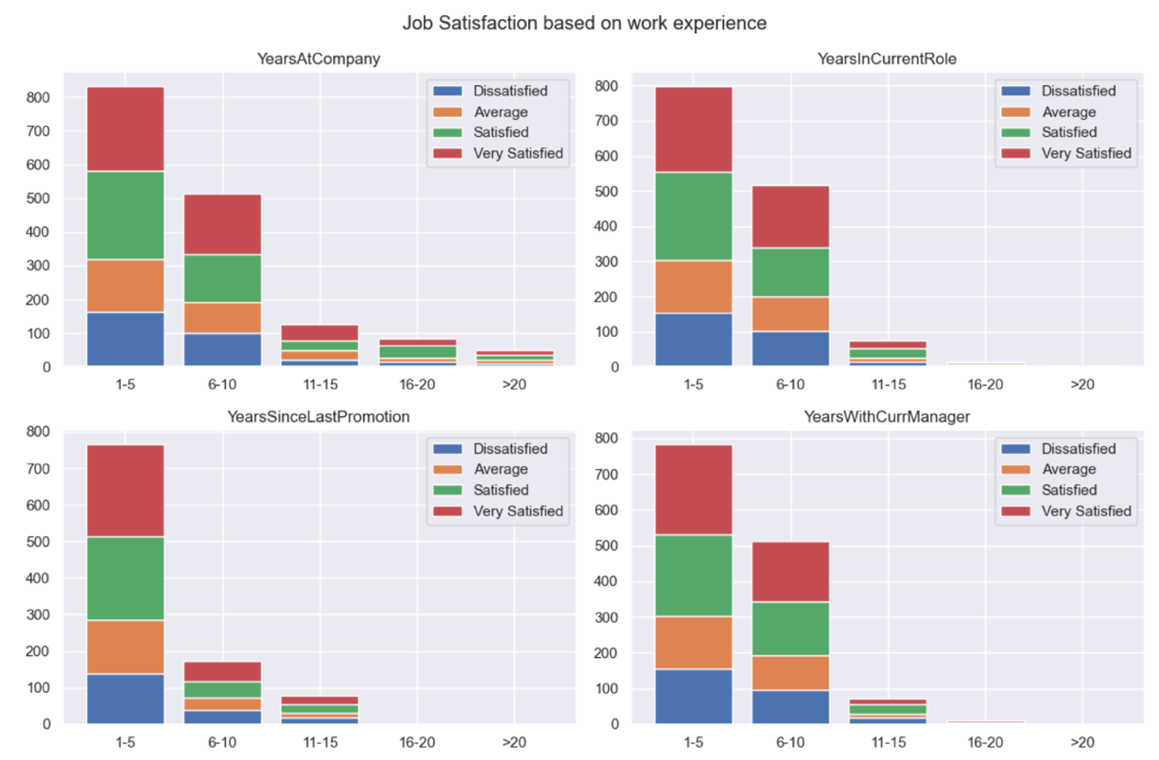 Job Satisfaction based on work experience
YearsAtCompany
800
700
600
500
400
300
200
100
0
1-5 6-10 11-15 16-20 >20
Dissatisfied
Average
Satisfied
Very Satisfied
YearsInCurrentRole
800
700
600
500
400
300
200
100
0
1-5 6-10 11-15 16-20 >20
Dissatisfied
Average
Satisfied
Very Satisfied
YearsSinceLastPromotion
800
700
600
500
400
300
200
100
0
1-5 6-10 11-15 16-20 >20
Dissatisfied
Average
Satisfied
Very Satisfied
YearsWithCurrManager
800
700
600
500
400
300
200
100
0
1-5 6-10 11-15 16-20 >20
Dissatisfied
Average
Satisfied
Very Satisfied